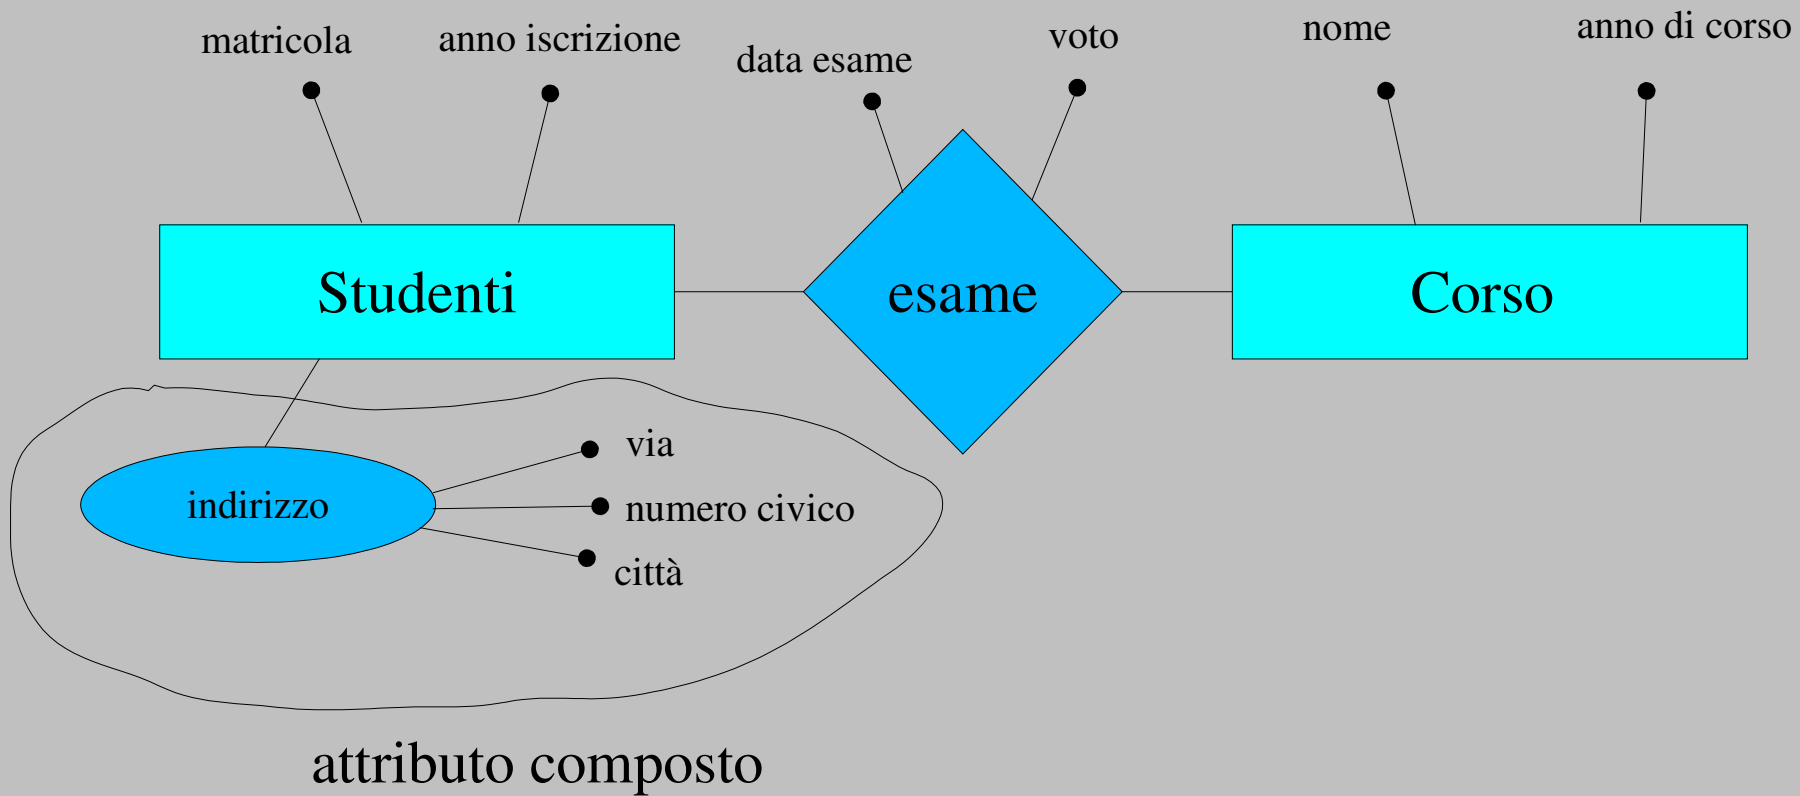 matricola
anno iscrizione
data esame
voto
nome
anno di corso
Studenti
esame
Corso
indirizzo
via
numero civico
città
attributo composto